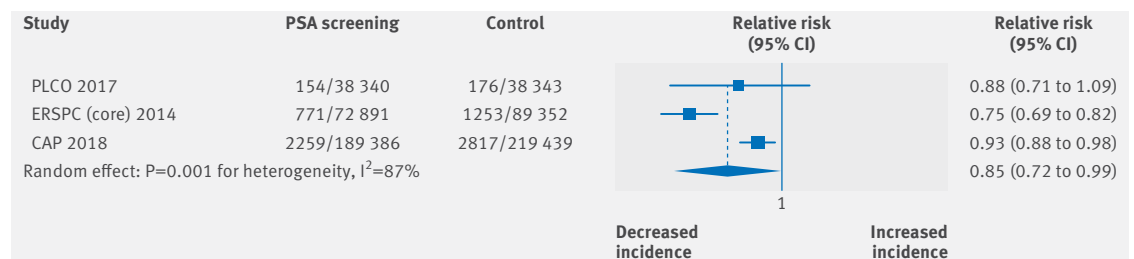 Study PSA screening Control Relative risk (95% CI) Relative risk (95% CI)
PLCO 2017 154/38 340 176/38 343 0.88 (0.71 to 1.09)
ERSPC (core) 2014 771/72 891 1253/89 352 0.75 (0.69 to 0.82)
CAP 2018 2259/189 386 2817/219 439 0.93 (0.88 to 0.98)
Random effect: P=0.001 for heterogeneity, I²=87% 0.85 (0.72 to 0.99)
1
Decreased incidence Increased incidence